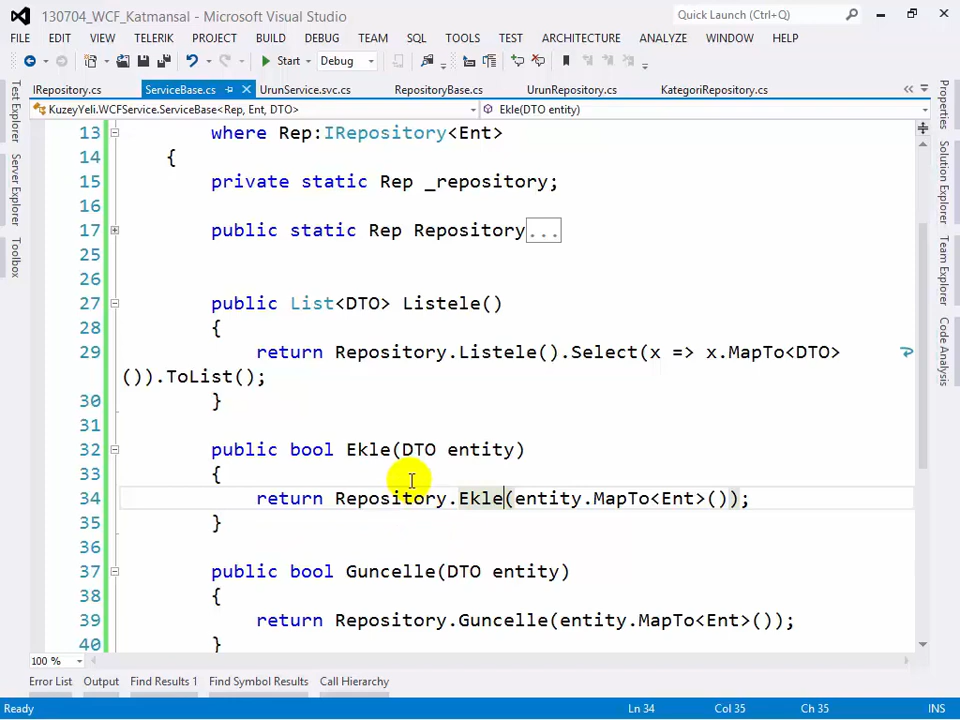 130704_WCF_Katmansal - Microsoft Visual Studio
Quick Launch (Ctrl+Q)
FILE EDIT VIEW TELERIK PROJECT BUILD DEBUG TEAM SQL TOOLS TEST ARCHITECTURE ANALYZE WINDOW HELP
Start Debug
IRepository.cs ServiceBase.cs UrunService.svc.cs RepositoryBase.cs UrunRepository.cs KategoriRepository.cs
KuzeyYeli.WCFService.ServiceBase<Rep, Ent, DTO> Ekle(DTO entity)
Test Explorer
Server Explorer
Toolbox
13 where Rep:IRepository<Ent>
14 {
15 private static Rep _repository;
16
17 public static Rep Repository...
25
26
27 public List<DTO> Listele()
28 {
29 return Repository.Listele().Select(x => x.MapTo<DTO>
()).ToList();
30 }
31
32 public bool Ekle(DTO entity)
33 {
34 return Repository.Ekle(entity.MapTo<Ent>());
35 }
36
37 public bool Guncelle(DTO entity)
38 {
39 return Repository.Guncelle(entity.MapTo<Ent>());
40 }
Properties
Solution Explorer
Team Explorer
Code Analysis
100 %
Error List Output Find Results 1 Find Symbol Results Call Hierarchy
Ready Ln 34 Col 35 Ch 35 INS